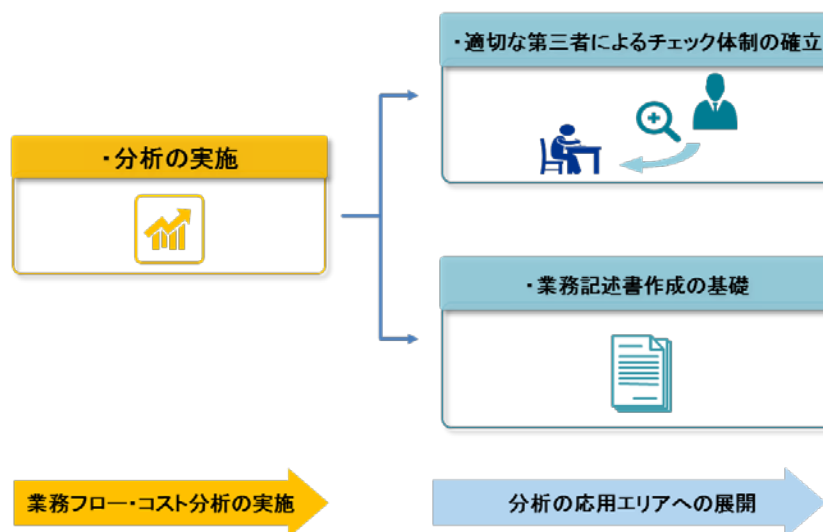 ・適切な第三者によるチェック体制の確立
・分析の実施
・業務記述書作成の基礎
業務フロー・コスト分析の実施
分析の応用エリアへの展開